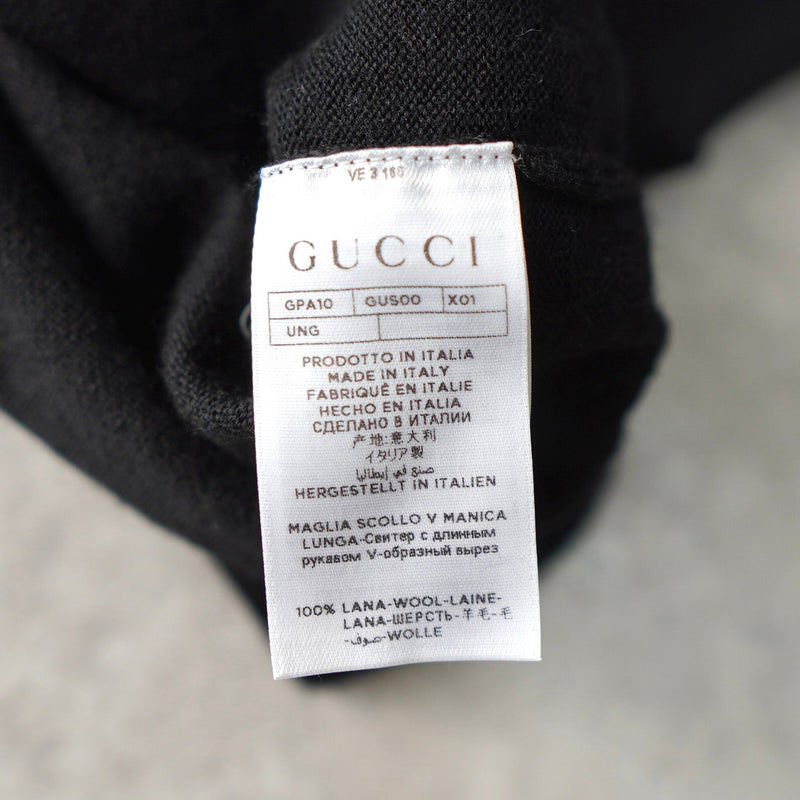 VE 3 186
GUCCI
GPA10 GUS00 X01
UNG
PRODOTTO IN ITALIA
MADE IN ITALY
FABRIQUÉ EN ITALIE
HECHO EN ITALIA
СДЕЛАНО В ИТАЛИИ
产地:意大利
イタリア製
صنع في إيطاليا
HERGESTELLT IN ITALIEN
MAGLIA SCOLLO V MANICA
LUNGA-Свитер с длинным
рукавом V-образный вырез
100% LANA-WOOL-LAINE-
LANA-ШЕРСТЬ-羊毛-毛
-صوف-WOLLE